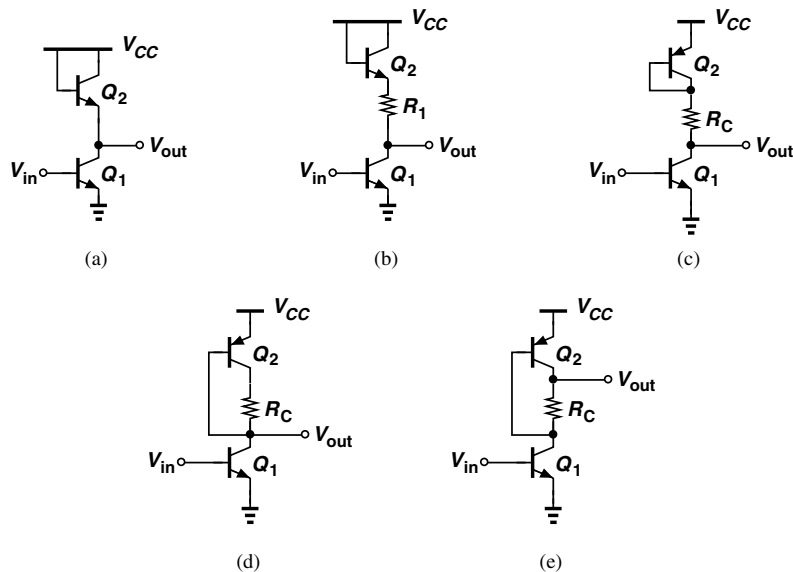 V_CC
Q_2
V_out
V_in
Q_1
(a)
V_CC
Q_2
R_1
V_out
V_in
Q_1
(b)
V_CC
Q_2
R_C
V_out
V_in
Q_1
(c)
V_CC
Q_2
R_C
V_out
V_in
Q_1
(d)
V_CC
Q_2
V_out
R_C
V_in
Q_1
(e)